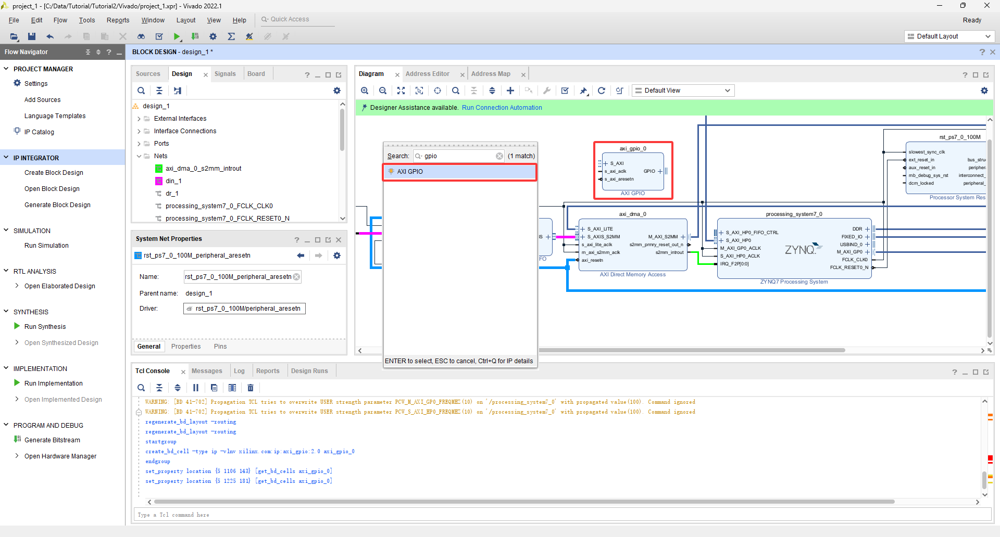 project_1 - [C:/Data/Tutorial/Tutorial2/Vivado/project_1.xpr] - Vivado 2022.1
File Edit Flow Tools Reports Window Layout View Help Quick Access
Ready
Default Layout
Flow Navigator
PROJECT MANAGER
Settings
Add Sources
Language Templates
IP Catalog
IP INTEGRATOR
Create Block Design
Open Block Design
Generate Block Design
SIMULATION
Run Simulation
RTL ANALYSIS
Open Elaborated Design
SYNTHESIS
Run Synthesis
Open Synthesized Design
IMPLEMENTATION
Run Implementation
Open Implemented Design
PROGRAM AND DEBUG
Generate Bitstream
Open Hardware Manager
BLOCK DESIGN - design_1 *
Sources Design Signals Board
design_1
External Interfaces
Interface Connections
Ports
Nets
axi_dma_0_s2mm_introut
din_1
dr_1
processing_system7_0_FCLK_CLK0
processing_system7_0_FCLK_RESET0_N
System Net Properties
rst_ps7_0_100M_peripheral_aresetn
Name: rst_ps7_0_100M_peripheral_aresetn
Parent name: design_1
Driver: rst_ps7_0_100M/peripheral_aresetn
General Properties Pins
Diagram Address Editor Address Map
Default View
Designer Assistance available. Run Connection Automation
Search: gpio (1 match)
AXI GPIO
ENTER to select, ESC to cancel, Ctrl+Q for IP details
axi_gpio_0
S_AXI
s_axi_aclk
s_axi_aresetn
GPIO
AXI GPIO
IS
FO
axi_dma_0
S_AXI_LITE
S_AXIS_S2MM
s_axi_lite_aclk
m_axi_s2mm_aclk
axi_resetn
M_AXI_S2MM
s2mm_prmry_reset_out_n
s2mm_introut
AXI Direct Memory Access
processing_system7_0
S_AXI_HP0_FIFO_CTRL
S_AXI_HP0
M_AXI_GP0_ACLK
S_AXI_HP0_ACLK
IRQ_F2P[0:0]
ZYNQ
DDR
FIXED_IO
USBIND_0
M_AXI_GP0
FCLK_CLK0
FCLK_RESET0_N
ZYNQ7 Processing System
rst_ps7_0_100M
slowest_sync_clk
ext_reset_in
aux_reset_in
mb_debug_sys_rst
dcm_locked
bus_stru
peripher
interconnect_
peripheral_
Processor System Res
Tcl Console Messages Log Reports Design Runs
WARNING: [BD 41-702] Propagation TCL tries to overwrite USER strength parameter PCW_M_AXI_GP0_FREQMHZ(10) on '/processing_system7_0' with propagated value(100). Command ignored
WARNING: [BD 41-702] Propagation TCL tries to overwrite USER strength parameter PCW_S_AXI_HP0_FREQMHZ(10) on '/processing_system7_0' with propagated value(100). Command ignored
regenerate_bd_layout -routing
regenerate_bd_layout -routing
startgroup
create_bd_cell -type ip -vlnv xilinx.com:ip:axi_gpio:2.0 axi_gpio_0
endgroup
set_property location {5 1106 143} [get_bd_cells axi_gpio_0]
set_property location {5 1225 181} [get_bd_cells axi_gpio_0]
Type a Tcl command here